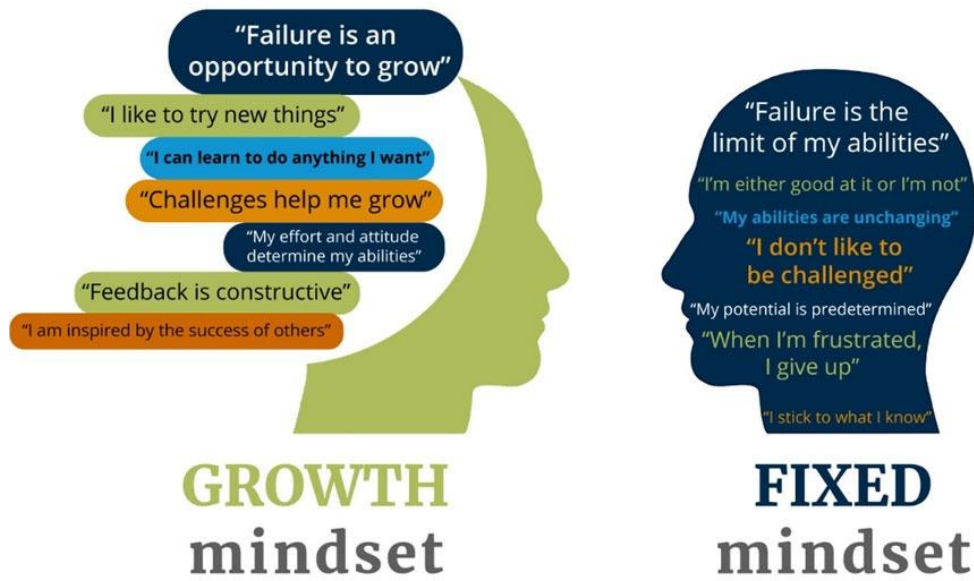 “Failure is an
opportunity to grow”
“I like to try new things”
“I can learn to do anything I want”
“Challenges help me grow”
“My effort and attitude
determine my abilities”
“Feedback is constructive”
“I am inspired by the success of others”
GROWTH
mindset
“Failure is the
limit of my abilities”
“I’m either good at it or I’m not”
“My abilities are unchanging”
“I don’t like to
be challenged”
“My potential is predetermined”
“When I’m frustrated,
I give up”
“I stick to what I know”
FIXED
mindset